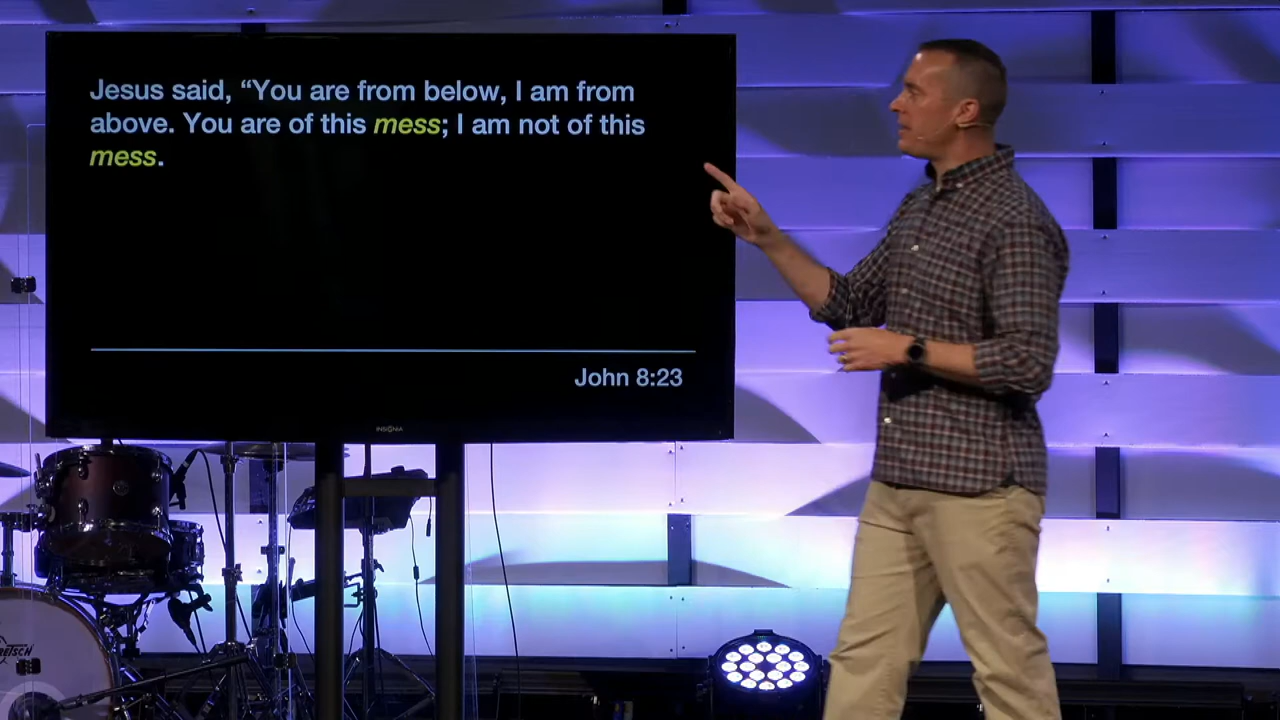 Jesus said, “You are from below, I am from
above. You are of this mess; I am not of this
mess.
John 8:23
INSIGNIA